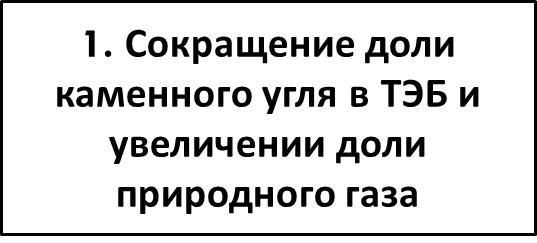 1. Сокращение доли
каменного угля в ТЭБ и
увеличении доли
природного газа